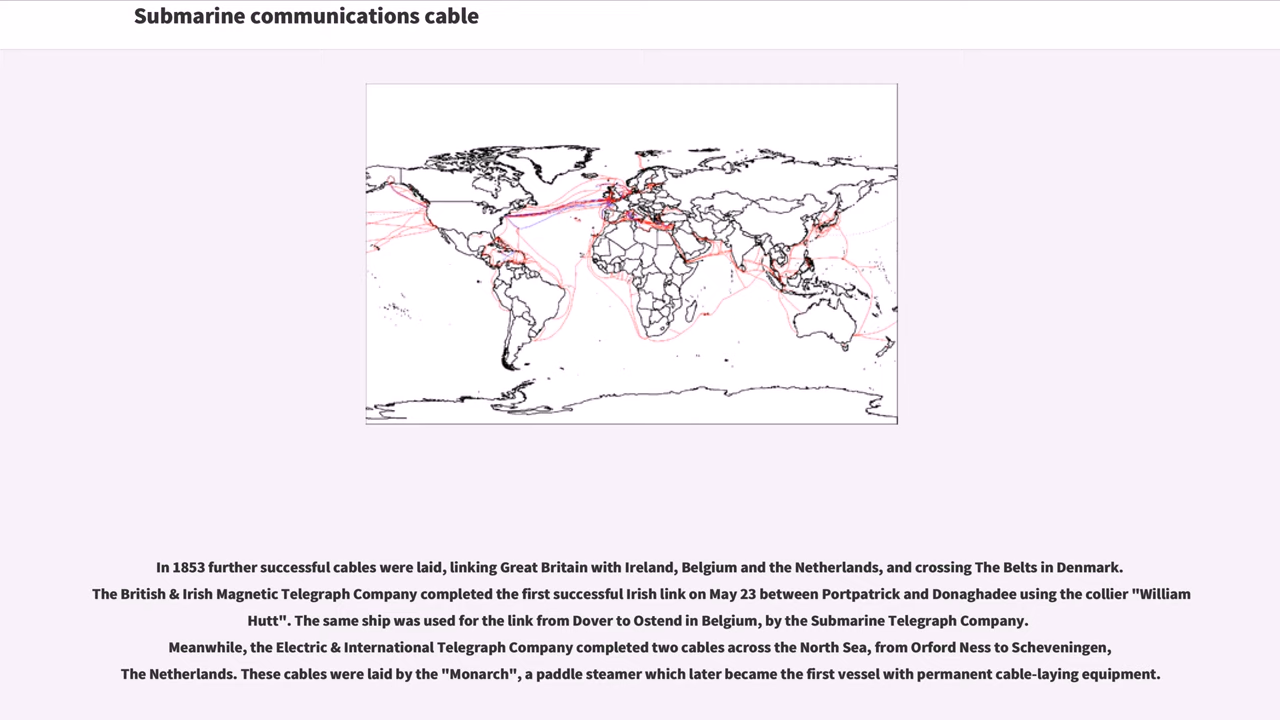 Submarine communications cable
In 1853 further successful cables were laid, linking Great Britain with Ireland, Belgium and the Netherlands, and crossing The Belts in Denmark.
The British & Irish Magnetic Telegraph Company completed the first successful Irish link on May 23 between Portpatrick and Donaghadee using the collier "William
Hutt". The same ship was used for the link from Dover to Ostend in Belgium, by the Submarine Telegraph Company.
Meanwhile, the Electric & International Telegraph Company completed two cables across the North Sea, from Orford Ness to Scheveningen,
The Netherlands. These cables were laid by the "Monarch", a paddle steamer which later became the first vessel with permanent cable-laying equipment.